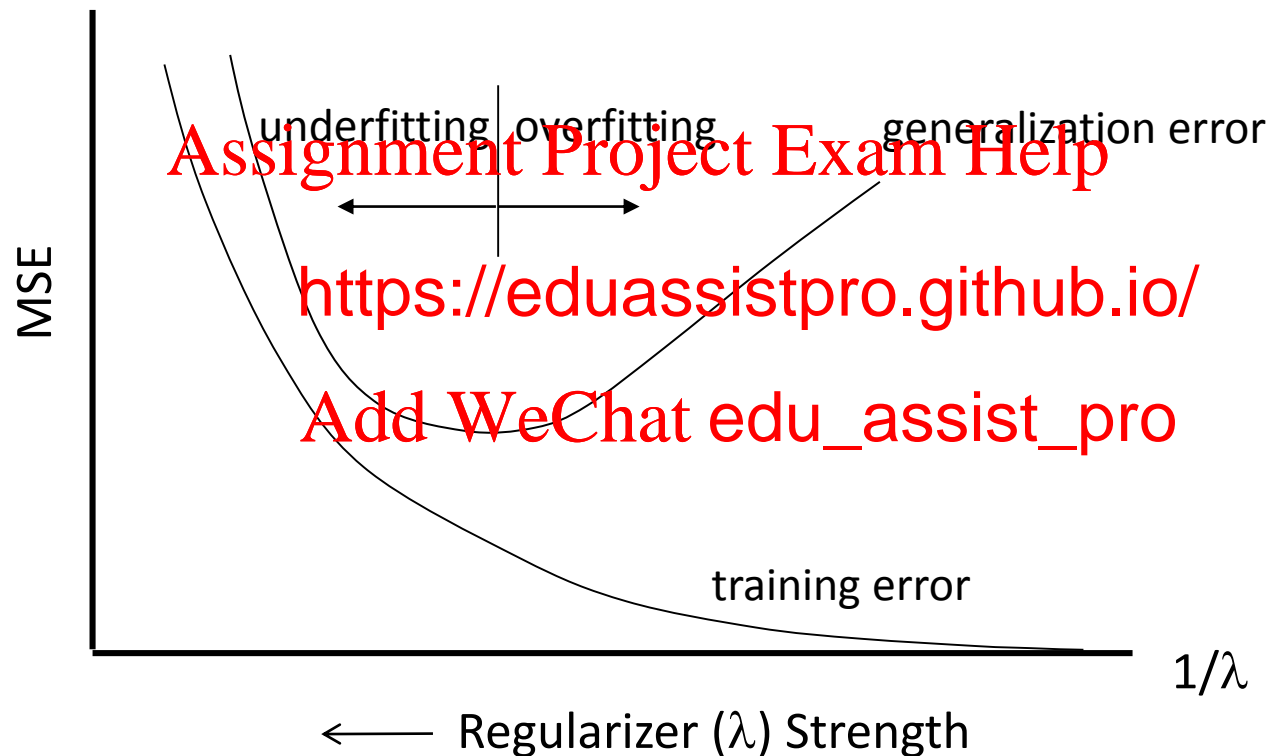 underfitting overfitting generalization error
Assignment Project Exam Help
MSE
https://eduassistpro.github.io/
Add WeChat edu_assist_pro
training error
1/λ
← Regularizer (λ) Strength